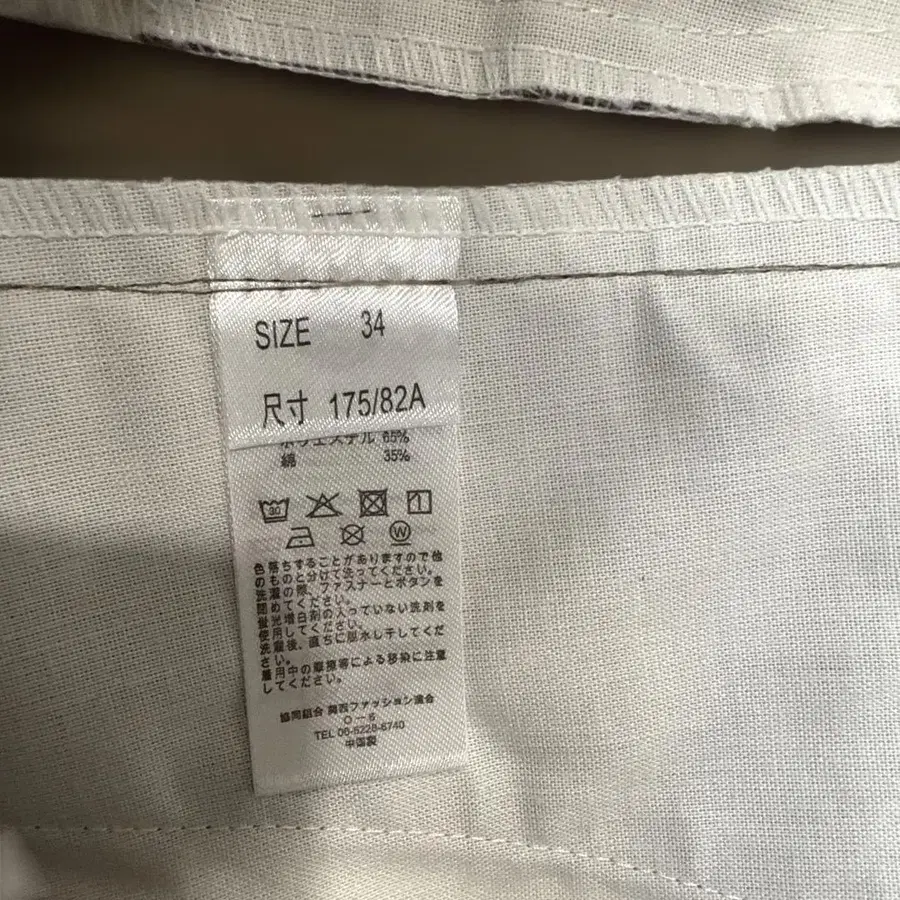 SIZE 34
尺寸 175/82A
ポリエステル 65%
綿 35%
30
1
W
色落ちすることがありますので他
のものと分けて洗ってください。
洗濯の際、ファスナーとボタンを
閉めてください。
蛍光増白剤の入っていない洗剤を
使用してください。
洗濯後、直ちに脱水し干してくだ
さい。
着用中の摩擦等による移染に注意
してください。
協同組合 関西ファッション連合
O－6
TEL 06-6228-6740
中国製